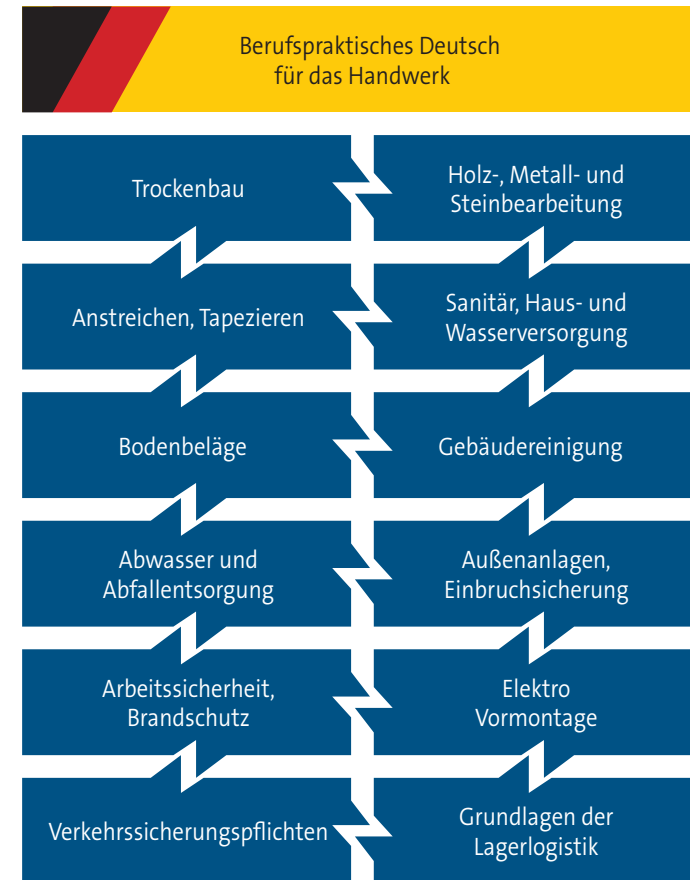 Berufspraktisches Deutsch
für das Handwerk
Trockenbau
Holz-, Metall- und
Steinbearbeitung
Anstreichen, Tapezieren
Sanitär, Haus- und
Wasserversorgung
Bodenbeläge
Gebäudereinigung
Abwasser und
Abfallentsorgung
Außenanlagen,
Einbruchsicherung
Arbeitssicherheit,
Brandschutz
Elektro
Vormontage
Verkehrssicherungspflichten
Grundlagen der
Lagerlogistik